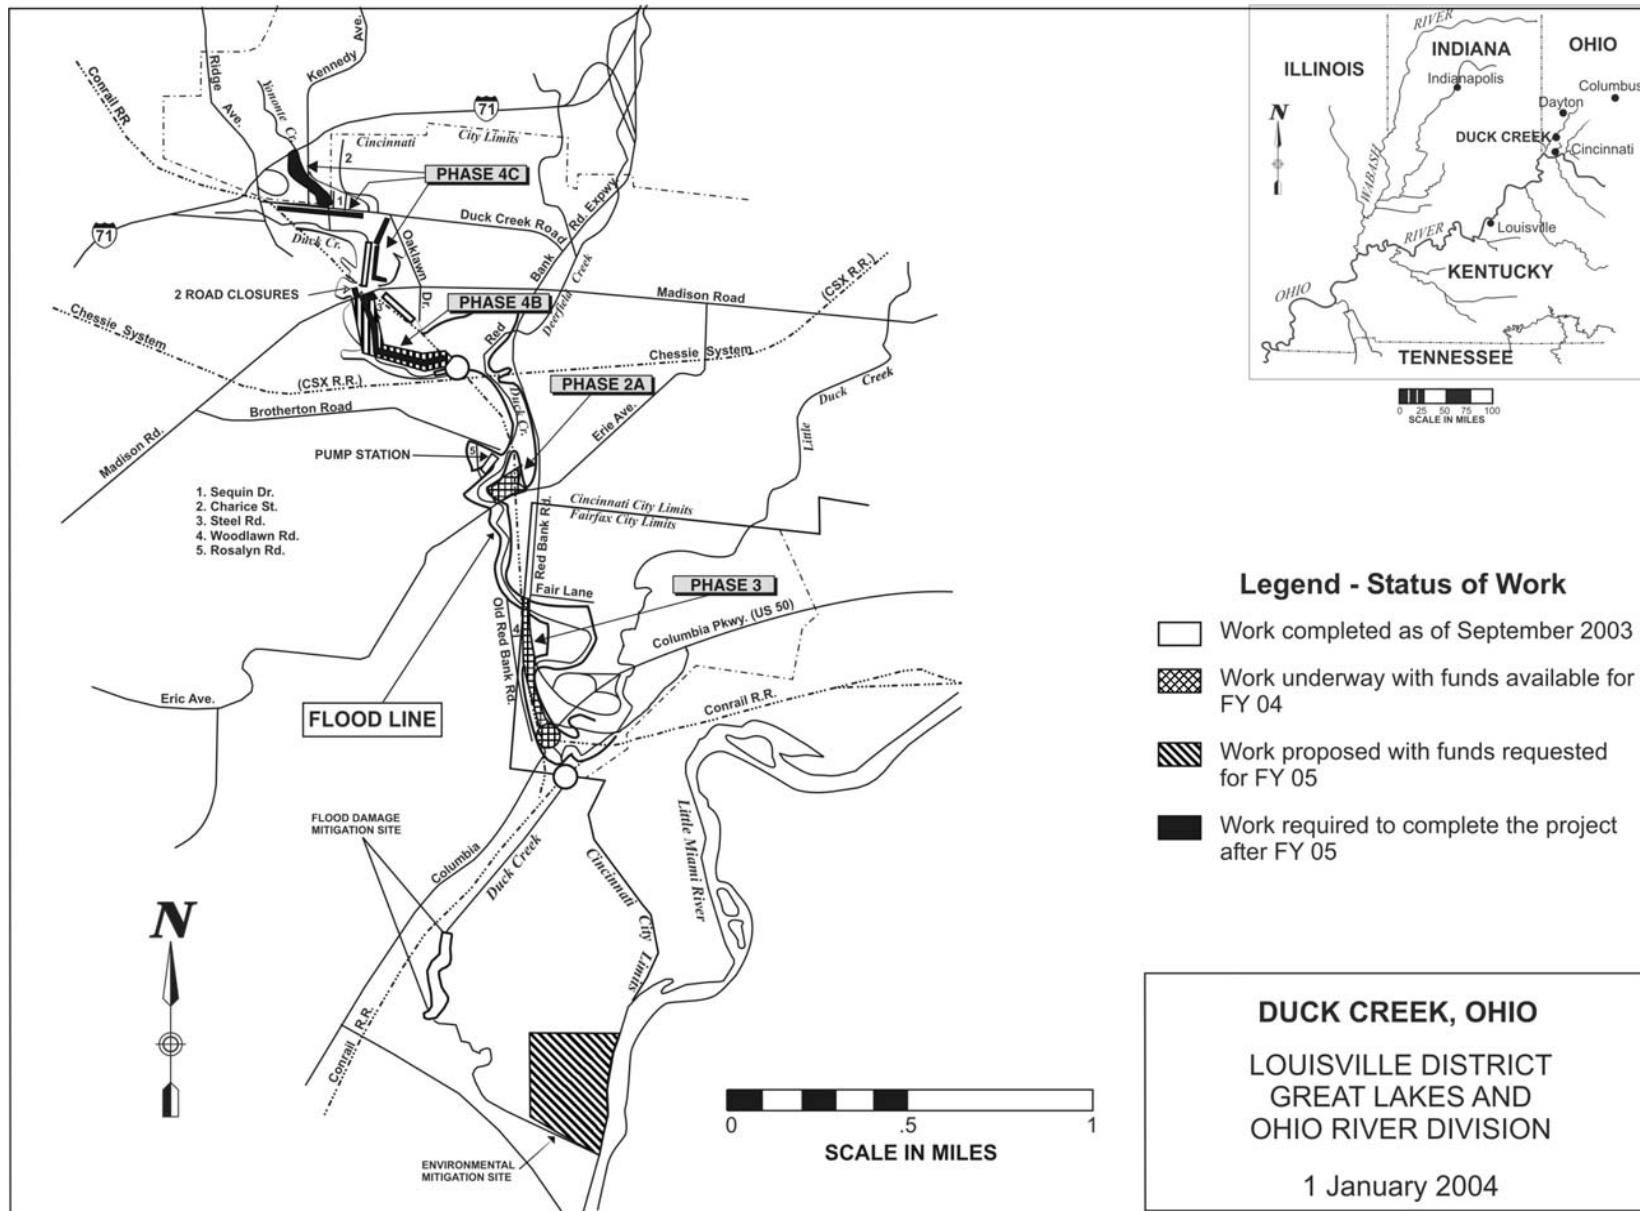 Conrail RR
Ridge
Ave.
Yononte Cr.
Kennedy
Ave.
71
Cincinnati
City Limits
2
PHASE 4C
1
Duck Creek Road
Rd. Expwy
71
Ditck Cr.
Oaklawn
Dr.
Bank
Deerfield Creek
2 ROAD CLOSURES
PHASE 4B
Madison Road
(CSX R.R.)
Red
Chessie System
Chessie System
(CSX R.R.)
PHASE 2A
Duck Cr.
Little Duck Creek
Erie Ave.
Brotherton Road
Madison Rd.
PUMP STATION
5
1. Sequin Dr.
2. Charice St.
3. Steel Rd.
4. Woodlawn Rd.
5. Rosalyn Rd.
Red Bank Rd.
Cincinnati City Limits
Fairfax City Limits
PHASE 3
Fair Lane
Old Red Bank Rd.
4
Columbia Pkwy. (US 50)
Eric Ave.
FLOOD LINE
Conrail R.R.
FLOOD DAMAGE
MITIGATION SITE
Columbia
Duck Creek
Cincinnati City Limits
Little Miami River
N
Conrail R.R.
ENVIRONMENTAL
MITIGATION SITE
0 .5 1
SCALE IN MILES
RIVER
INDIANA
OHIO
ILLINOIS
Indianapolis
Columbus
Dayton
N
DUCK CREEK
Cincinnati
WABASH
Louisville
RIVER
KENTUCKY
OHIO
TENNESSEE
0 25 50 75 100
SCALE IN MILES
Legend - Status of Work
Work completed as of September 2003
Work underway with funds available for
FY 04
Work proposed with funds requested
for FY 05
Work required to complete the project
after FY 05
DUCK CREEK, OHIO
LOUISVILLE DISTRICT
GREAT LAKES AND
OHIO RIVER DIVISION
1 January 2004